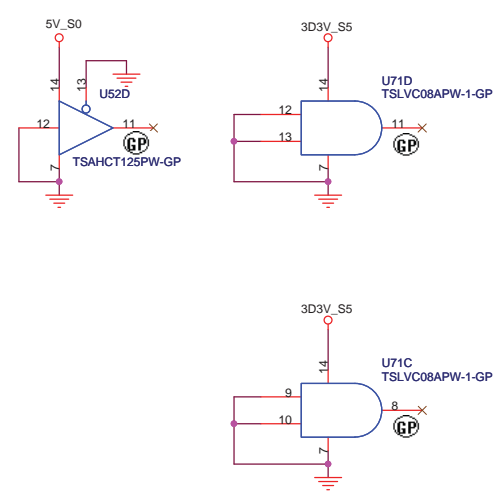 5V_S0
14
13
U52D
12
11
GP
7
TSAHCT125PW-GP
3D3V_S5
14
U71D
TSLVC08APW-1-GP
12
13
11
GP
7
3D3V_S5
14
U71C
TSLVC08APW-1-GP
9
10
8
GP
7